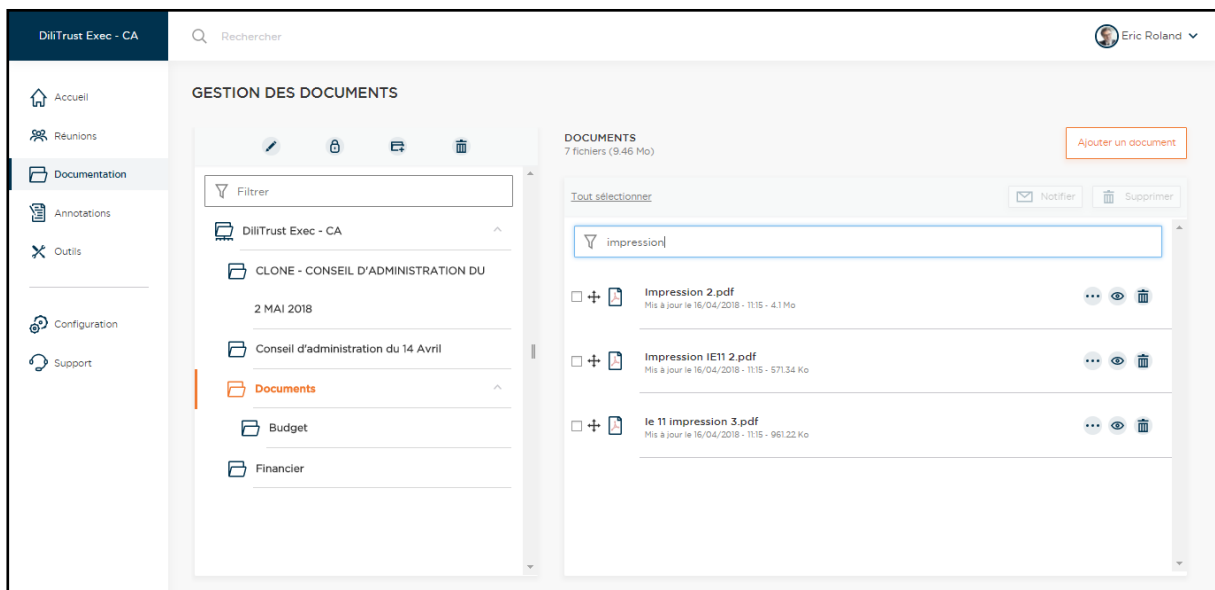 DiliTrust Exec - CA
Rechercher
Eric Roland
Accueil
Réunions
Documentation
Annotations
Outils
Configuration
Support
GESTION DES DOCUMENTS
Filtrer
DiliTrust Exec - CA
CLONE - CONSEIL D'ADMINISTRATION DU
2 MAI 2018
Conseil d'administration du 14 Avril
Documents
Budget
Financier
DOCUMENTS
7 fichiers (9.46 Mo)
Ajouter un document
Tout sélectionner
Notifier
Supprimer
impression
Impression 2.pdf
Mis à jour le 16/04/2018 - 11:15 - 4.1 Mo
Impression IE11 2.pdf
Mis à jour le 16/04/2018 - 11:15 - 571.34 Ko
Ie 11 impression 3.pdf
Mis à jour le 16/04/2018 - 11:15 - 961.22 Ko